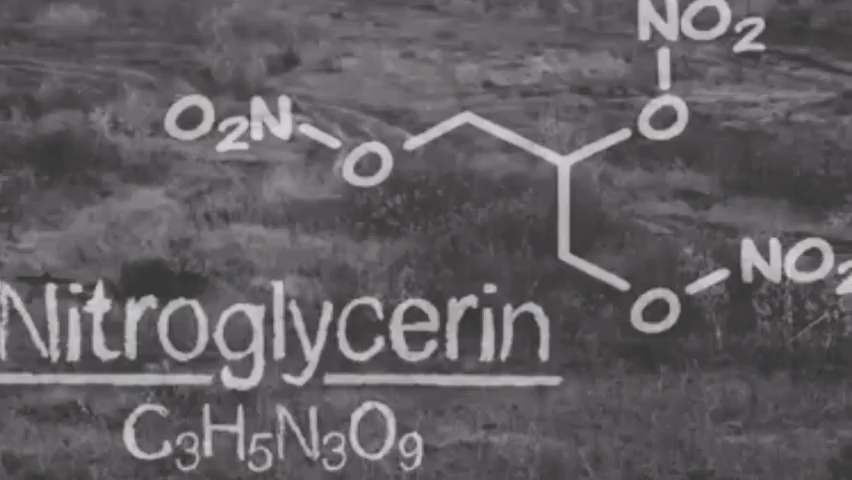 NO₂
O₂N
O
O
NO₂
O
Nitroglycerin
C₃H₅N₃O₉